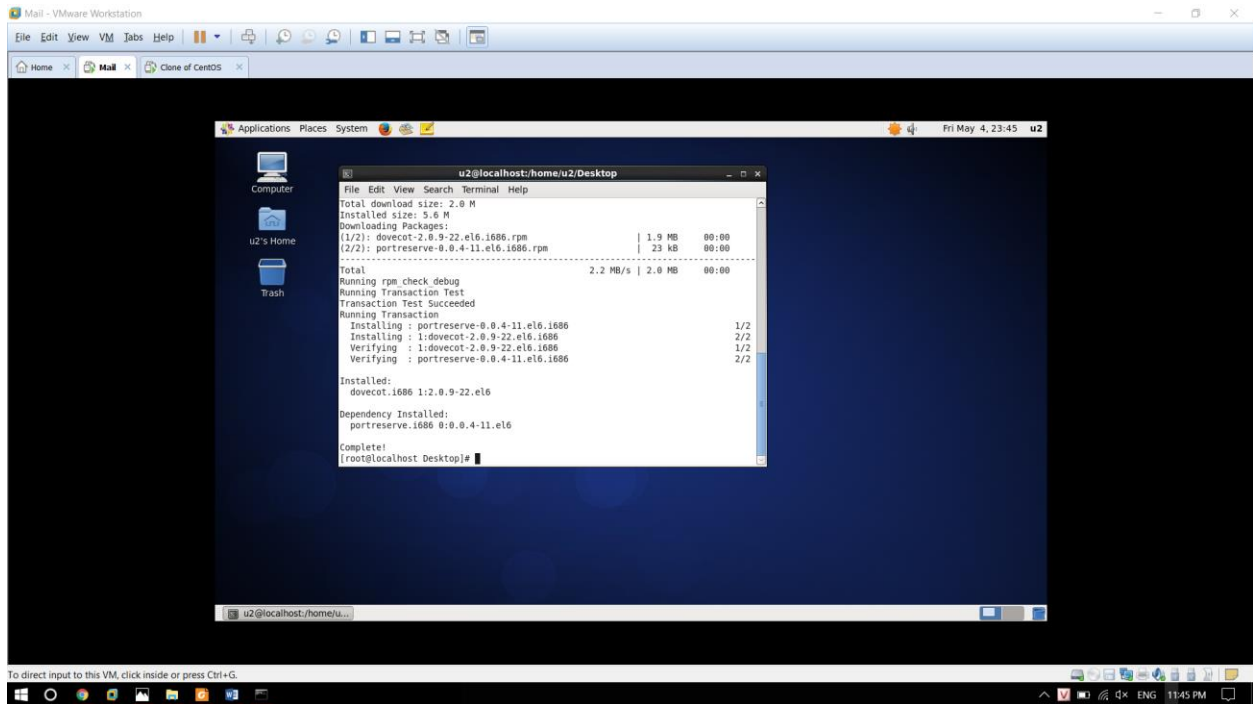 Mail - VMware Workstation
File Edit View VM Tabs Help
Home Mail Clone of CentOS
Applications Places System Fri May 4, 23:45 u2
Computer
u2's Home
Trash
u2@localhost:/home/u2/Desktop
File Edit View Search Terminal Help
Total download size: 2.0 M
Installed size: 5.6 M
Downloading Packages:
(1/2): dovecot-2.0.9-22.el6.i686.rpm | 1.9 MB 00:00
(2/2): portreserve-0.0.4-11.el6.i686.rpm | 23 kB 00:00
--------------------------------------------------------------------------------
Total 2.2 MB/s | 2.0 MB 00:00
Running rpm_check_debug
Running Transaction Test
Transaction Test Succeeded
Running Transaction
Installing : portreserve-0.0.4-11.el6.i686 1/2
Installing : 1:dovecot-2.0.9-22.el6.i686 2/2
Verifying : 1:dovecot-2.0.9-22.el6.i686 1/2
Verifying : portreserve-0.0.4-11.el6.i686 2/2
Installed:
dovecot.i686 1:2.0.9-22.el6
Dependency Installed:
portreserve.i686 0:0.0.4-11.el6
Complete!
[root@localhost Desktop]#
u2@localhost:/home/u...
To direct input to this VM, click inside or press Ctrl+G.
ENG 11:45 PM